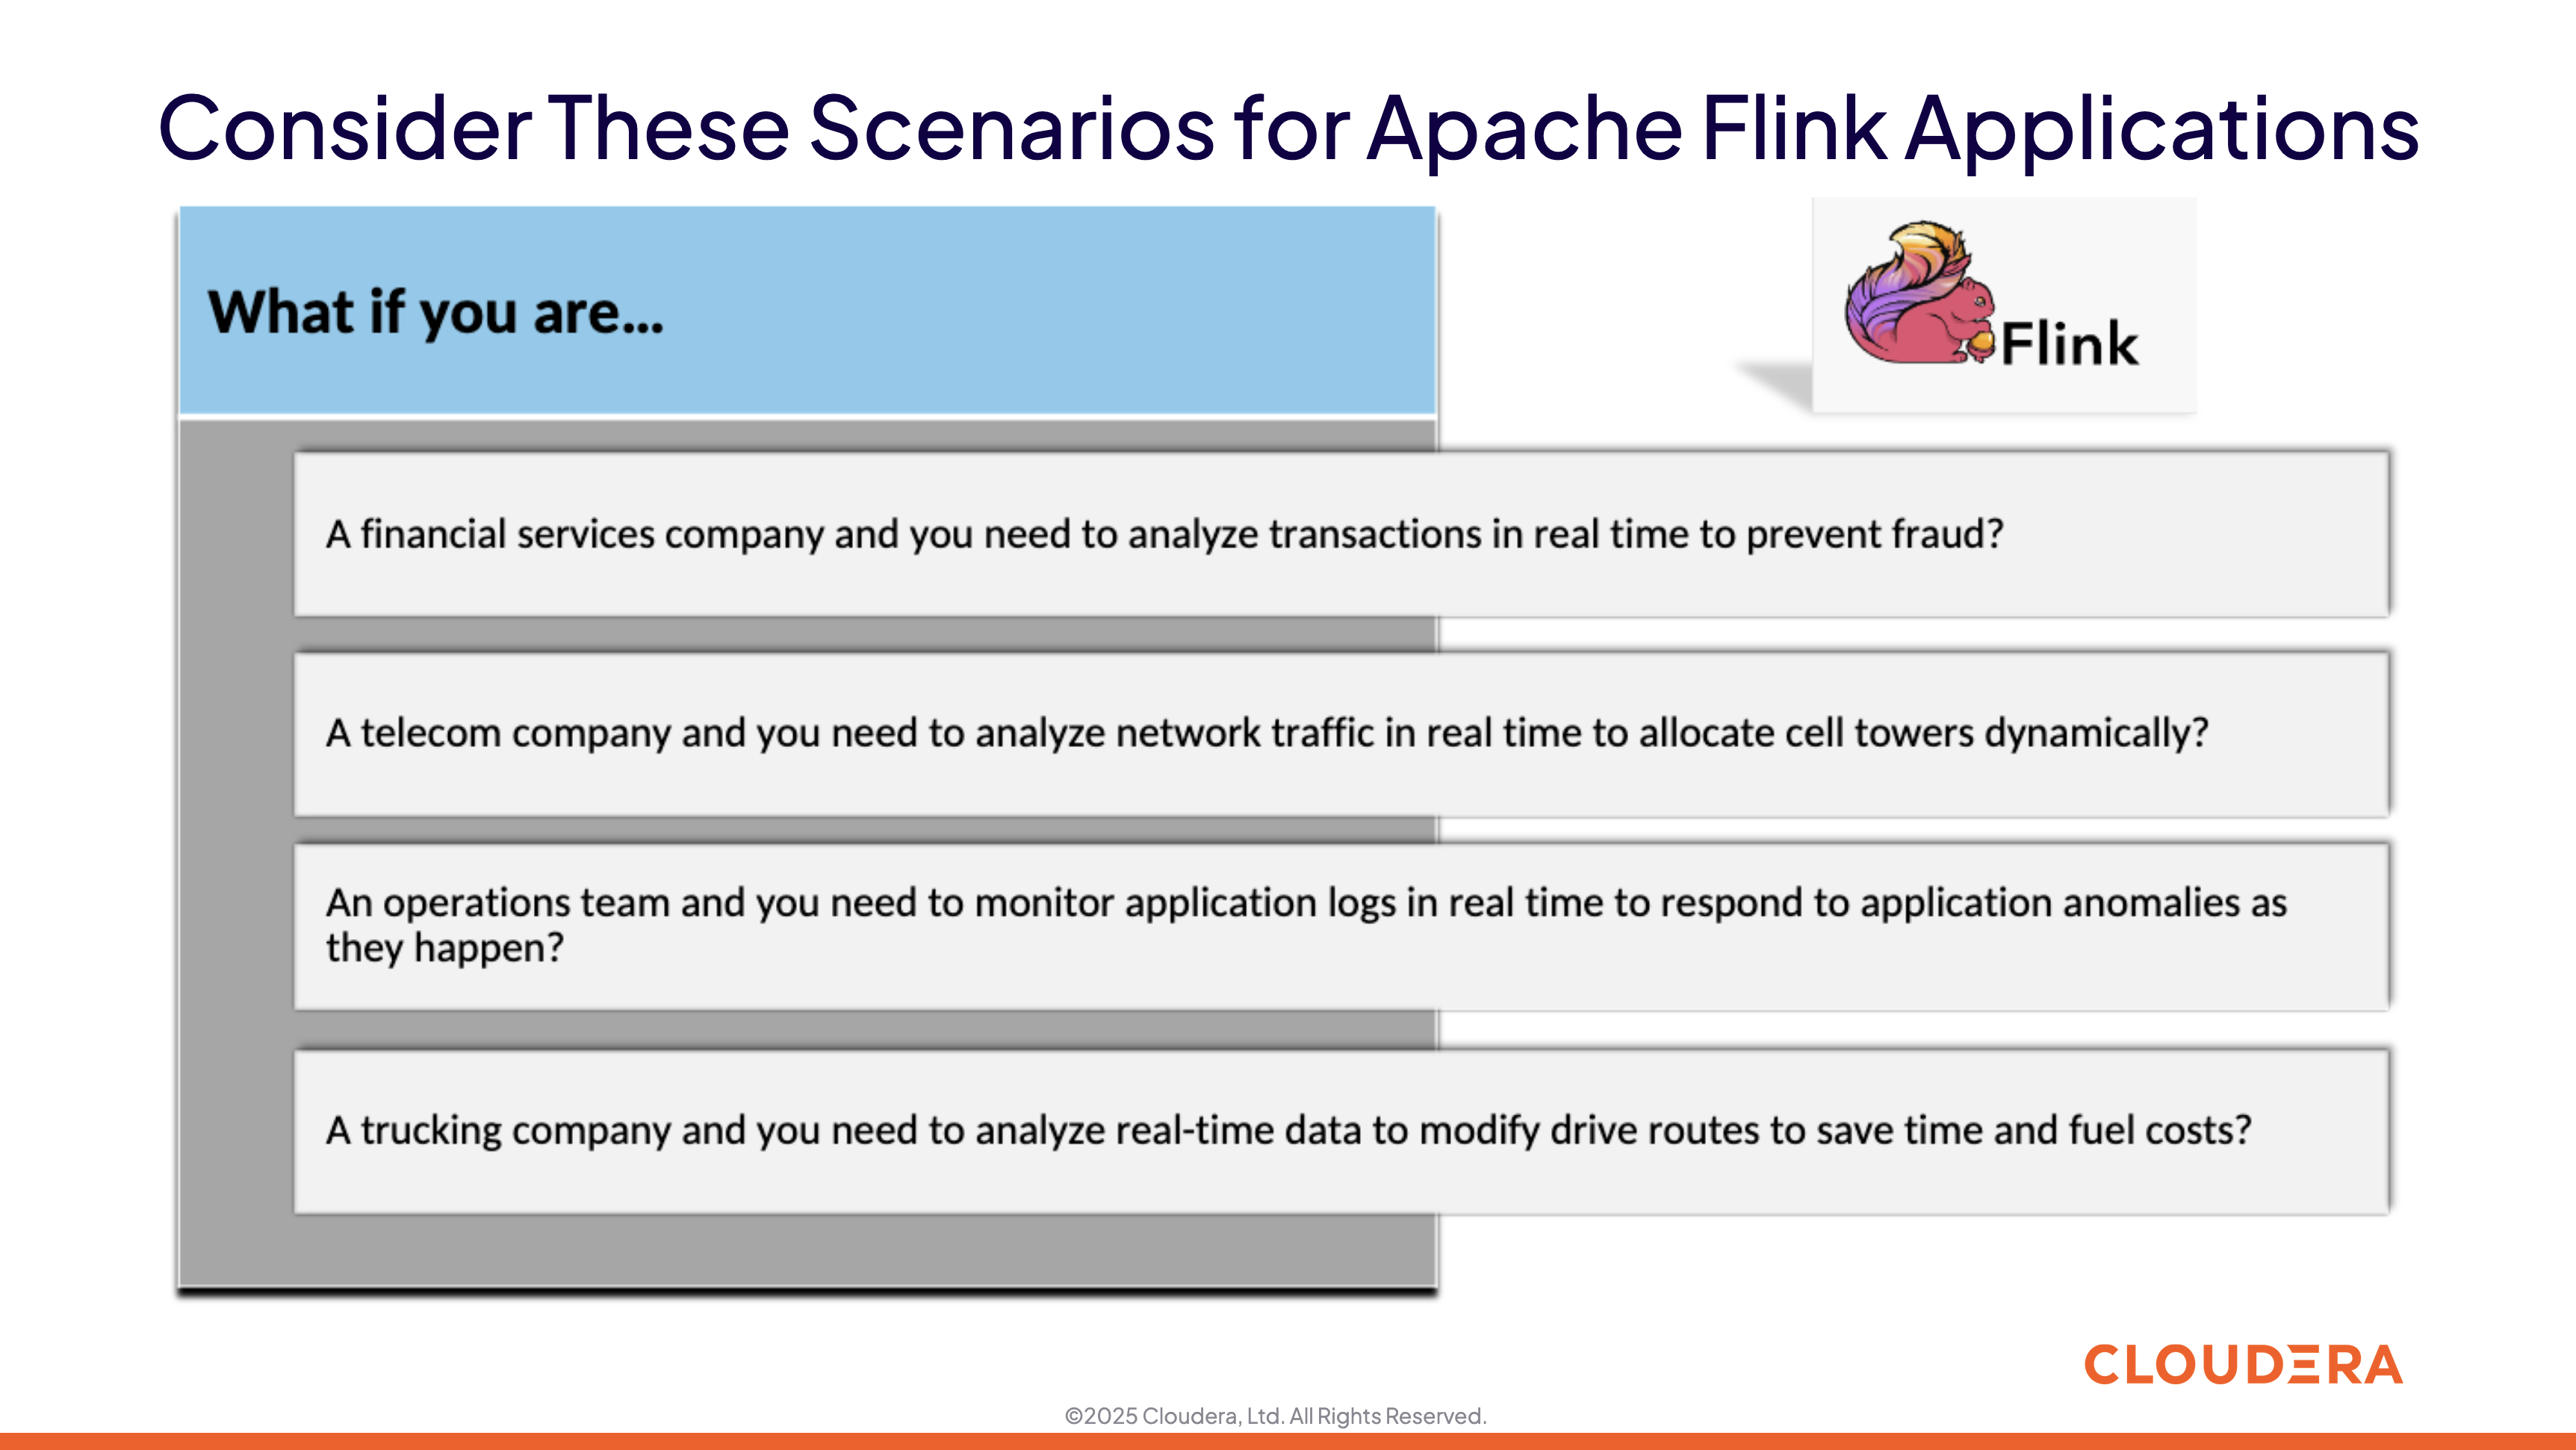 Consider These Scenarios for Apache Flink Applications
What if you are...
Flink
A financial services company and you need to analyze transactions in real time to prevent fraud?
A telecom company and you need to analyze network traffic in real time to allocate cell towers dynamically?
An operations team and you need to monitor application logs in real time to respond to application anomalies as
they happen?
A trucking company and you need to analyze real-time data to modify drive routes to save time and fuel costs?
CLOUDERA
©2025 Cloudera, Ltd. All Rights Reserved.